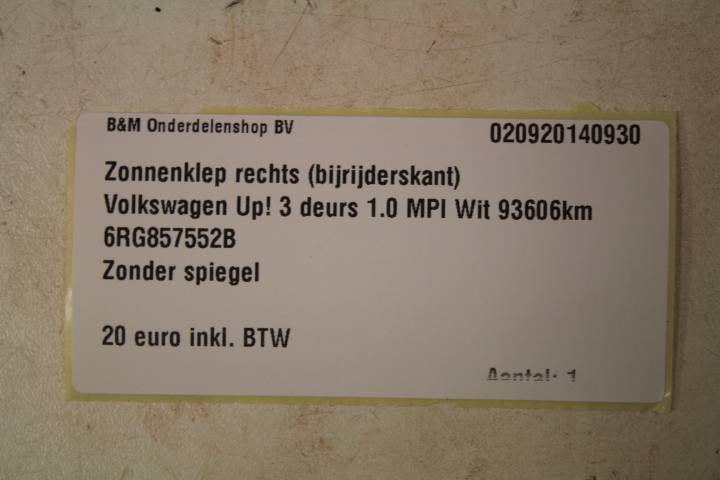 B&M Onderdelenshop BV 020920140930
Zonnenklep rechts (bijrijderskant)
Volkswagen Up! 3 deurs 1.0 MPI Wit 93606km
6RG857552B
Zonder spiegel
20 euro inkl. BTW
Aantal: 1